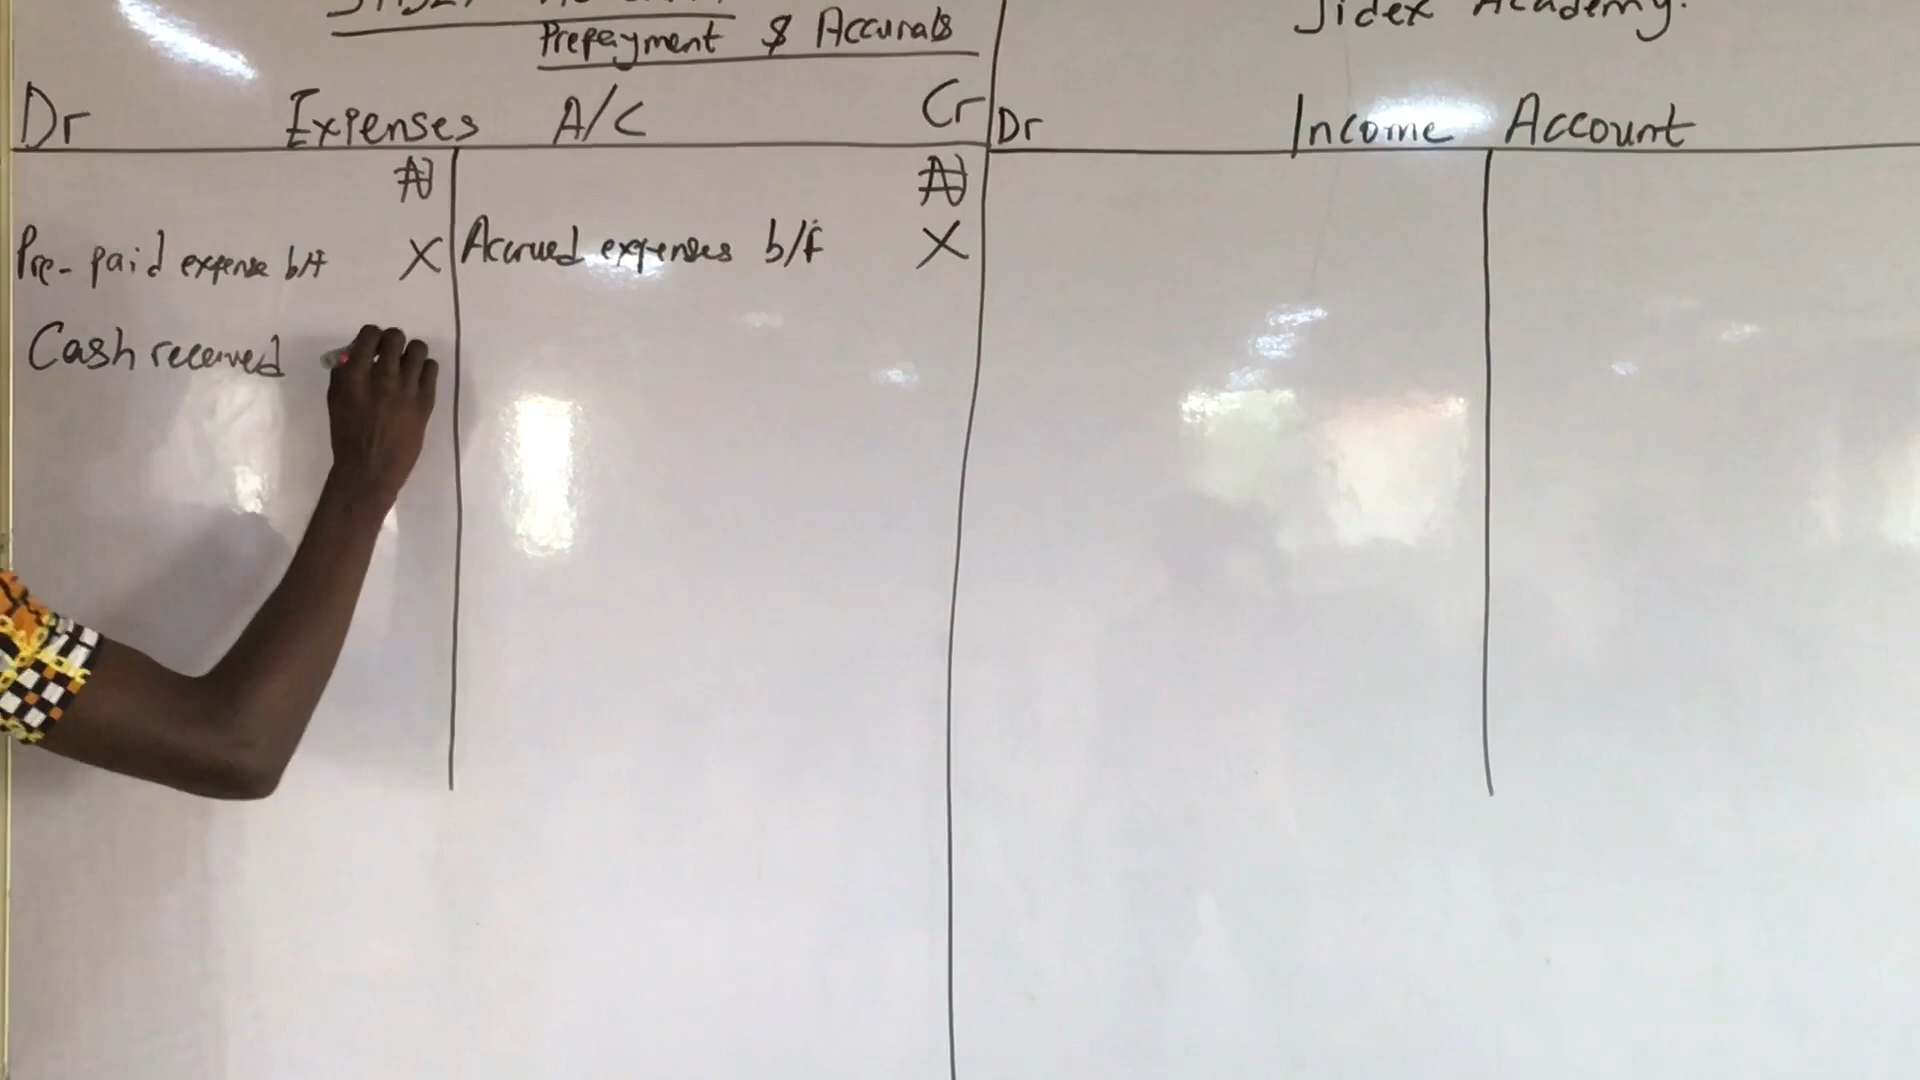 Prepayment $ Accruals
Dr Expenses A/C Cr
₦ ₦
Pre-paid expense b/f X Accrued expenses b/f X
Cash received
Jidex Academy.
Dr Income Account